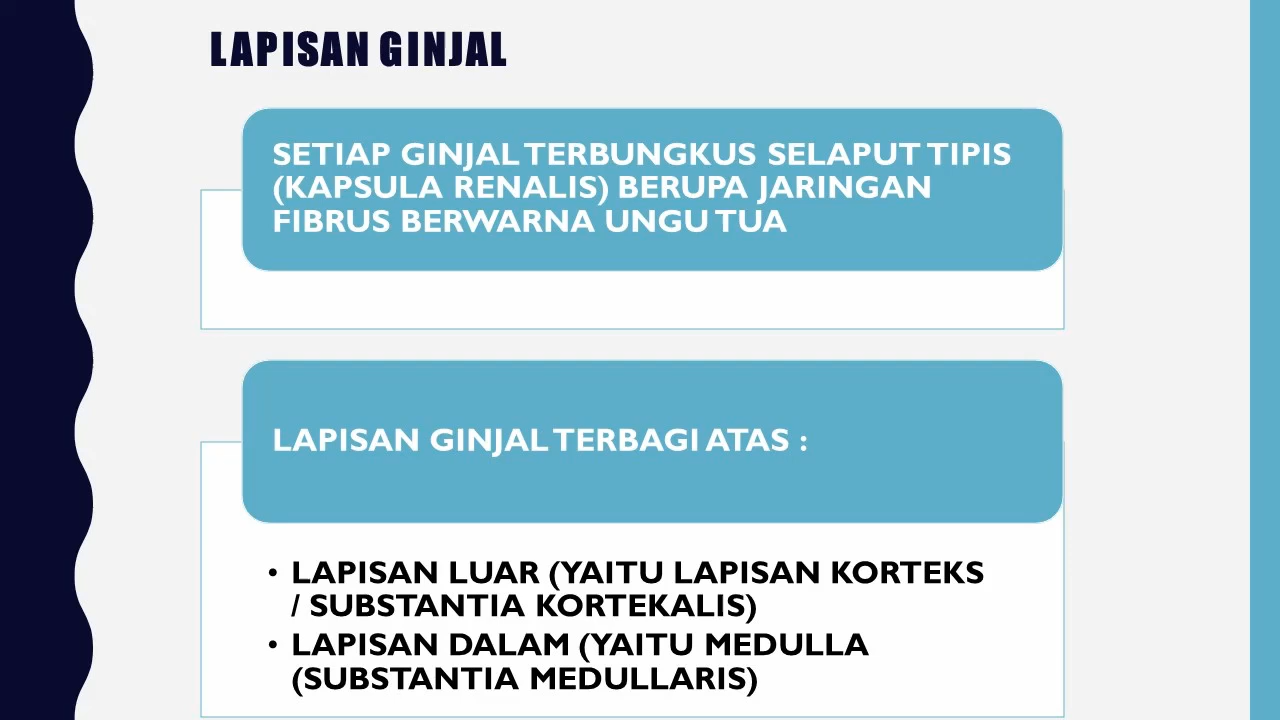 LAPISAN GINJAL
SETIAP GINJAL TERBUNGKUS SELAPUT TIPIS
(KAPSULA RENALIS) BERUPA JARINGAN
FIBRUS BERWARNA UNGU TUA
LAPISAN GINJAL TERBAGI ATAS :
• LAPISAN LUAR (YAITU LAPISAN KORTEKS
/ SUBSTANTIA KORTEKALIS)
• LAPISAN DALAM (YAITU MEDULLA
(SUBSTANTIA MEDULLARIS)